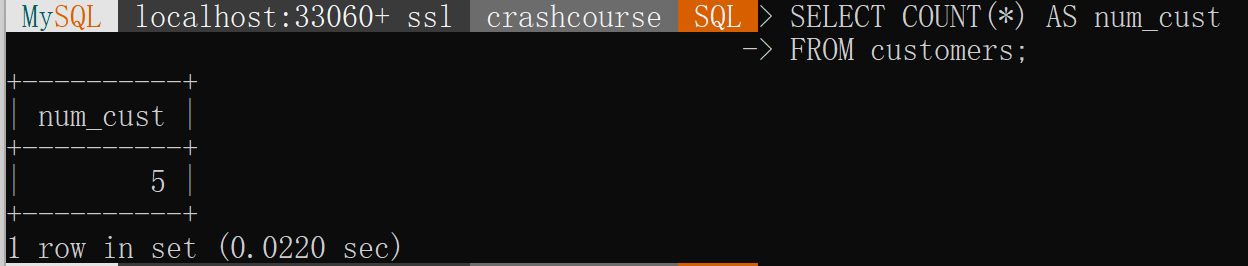 MySQL localhost:33060+ ssl crashcourse SQL > SELECT COUNT(*) AS num_cust
-> FROM customers;
+----------+
| num_cust |
+----------+
| 5 |
+----------+
1 row in set (0.0220 sec)